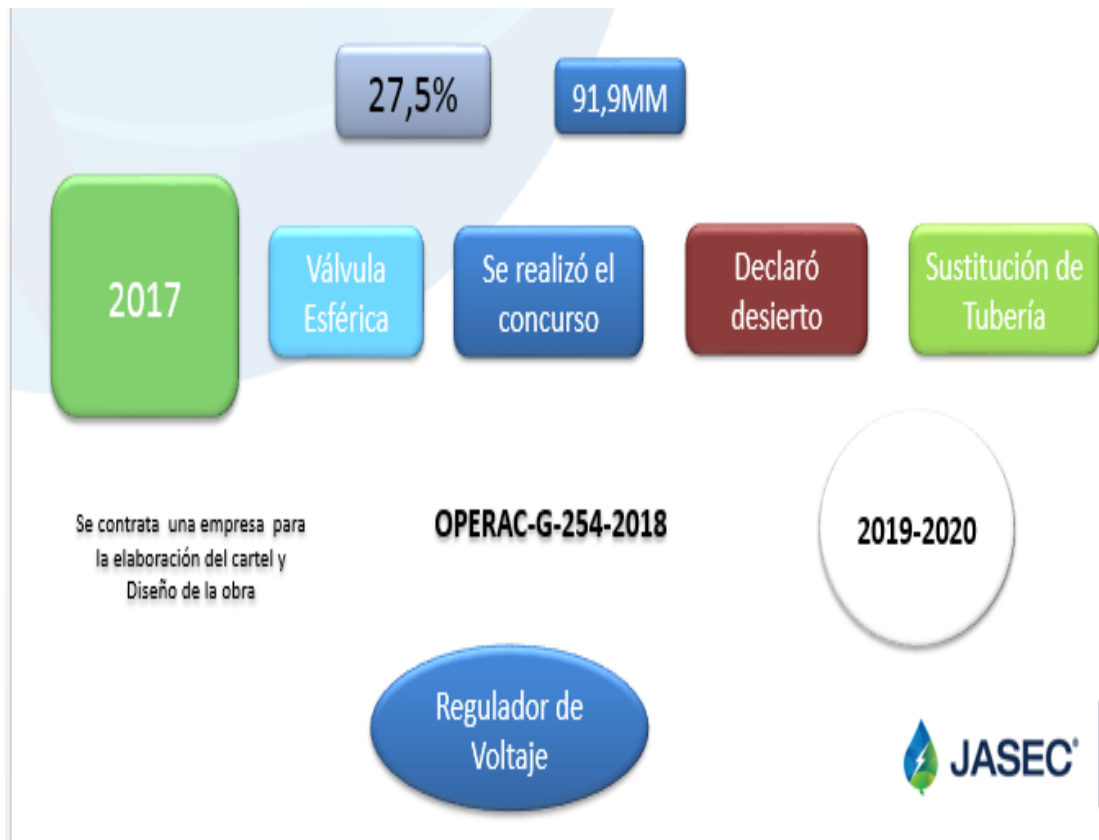 27,5%
91,9MM
2017
Válvula
Esférica
Se realizó el
concurso
Declaró
desierto
Sustitución de
Tubería
Se contrata una empresa para
la elaboración del cartel y
Diseño de la obra
OPERAC-G-254-2018
2019-2020
Regulador de
Voltaje
JASEC®